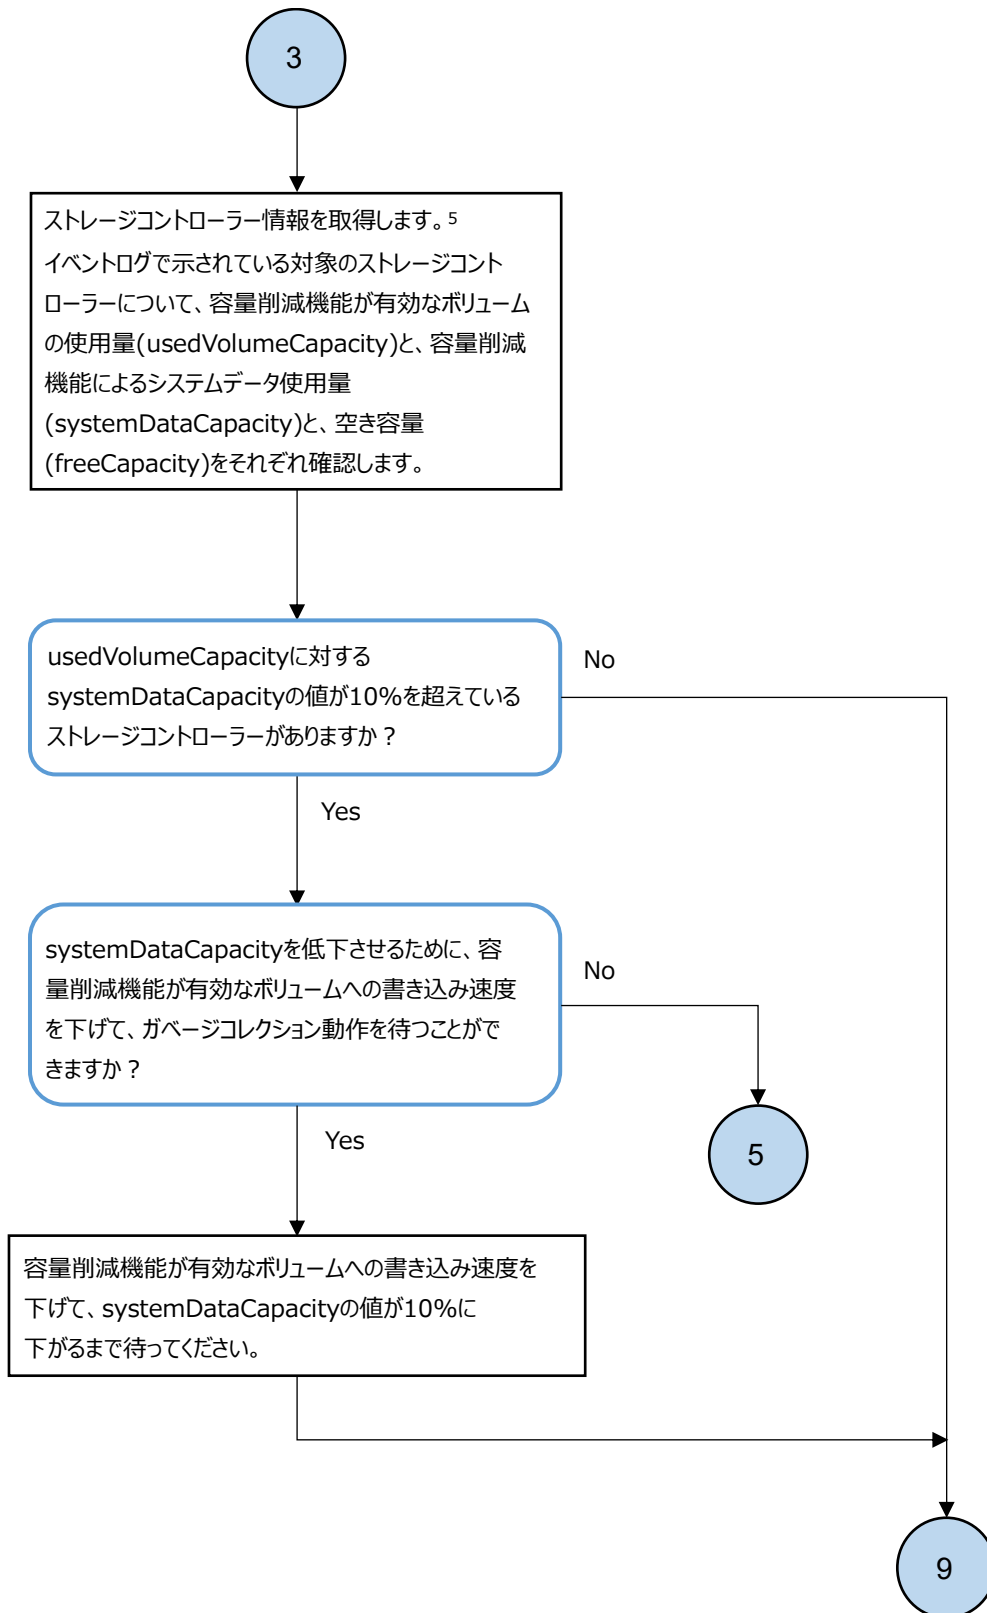 3
ストレージコントローラー情報を取得します。5
イベントログで示されている対象のストレージコント
ローラーについて、容量削減機能が有効なボリューム
の使用量(usedVolumeCapacity)と、容量削減
機能によるシステムデータ使用量
(systemDataCapacity)と、空き容量
(freeCapacity)をそれぞれ確認します。
usedVolumeCapacityに対する
systemDataCapacityの値が10%を超えている
ストレージコントローラーがありますか？
No
Yes
systemDataCapacityを低下させるために、容
量削減機能が有効なボリュームへの書き込み速度
を下げて、ガベージコレクション動作を待つことがで
きますか？
No
5
Yes
容量削減機能が有効なボリュームへの書き込み速度を
下げて、systemDataCapacityの値が10%に
下がるまで待ってください。
9